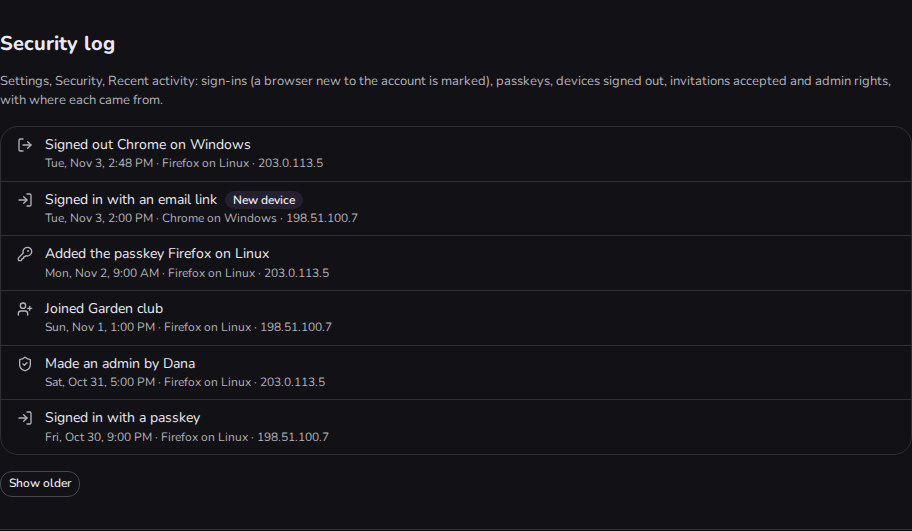 Security log
Settings, Security, Recent activity: sign-ins (a browser new to the account is marked), passkeys, devices signed out, invitations accepted and admin rights,
with where each came from.
Signed out Chrome on Windows
Tue, Nov 3, 2:48 PM · Firefox on Linux · 203.0.113.5
Signed in with an email link New device
Tue, Nov 3, 2:00 PM · Chrome on Windows · 198.51.100.7
Added the passkey Firefox on Linux
Mon, Nov 2, 9:00 AM · Firefox on Linux · 203.0.113.5
Joined Garden club
Sun, Nov 1, 1:00 PM · Firefox on Linux · 198.51.100.7
Made an admin by Dana
Sat, Oct 31, 5:00 PM · Firefox on Linux · 203.0.113.5
Signed in with a passkey
Fri, Oct 30, 9:00 PM · Firefox on Linux · 198.51.100.7
Show older